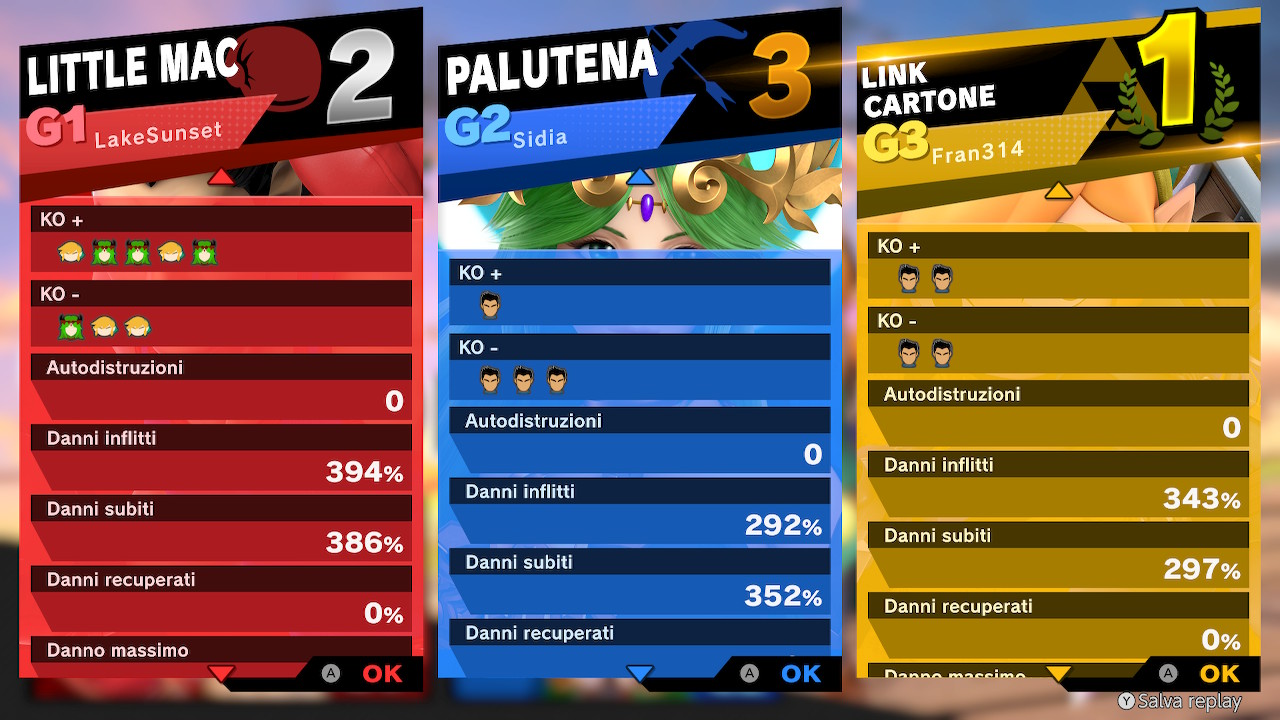 LITTLE MAC
2
G1 LakeSunset
KO +
KO -
Autodistruzioni
0
Danni inflitti
394%
Danni subiti
386%
Danni recuperati
0%
Danno massimo
A OK
PALUTENA
3
G2 Sidia
KO +
KO -
Autodistruzioni
0
Danni inflitti
292%
Danni subiti
352%
Danni recuperati
A OK
LINK
CARTONE
1
G3 Fran314
KO +
KO -
Autodistruzioni
0
Danni inflitti
343%
Danni subiti
297%
Danni recuperati
0%
Danno massimo
A OK
Y Salva replay